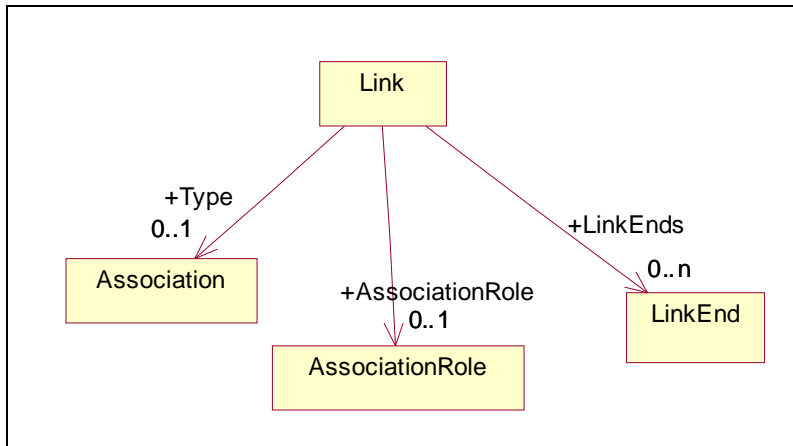 Link
+Type
0..1
+LinkEnds
0..n
Association
+AssociationRole
0..1
LinkEnd
AssociationRole